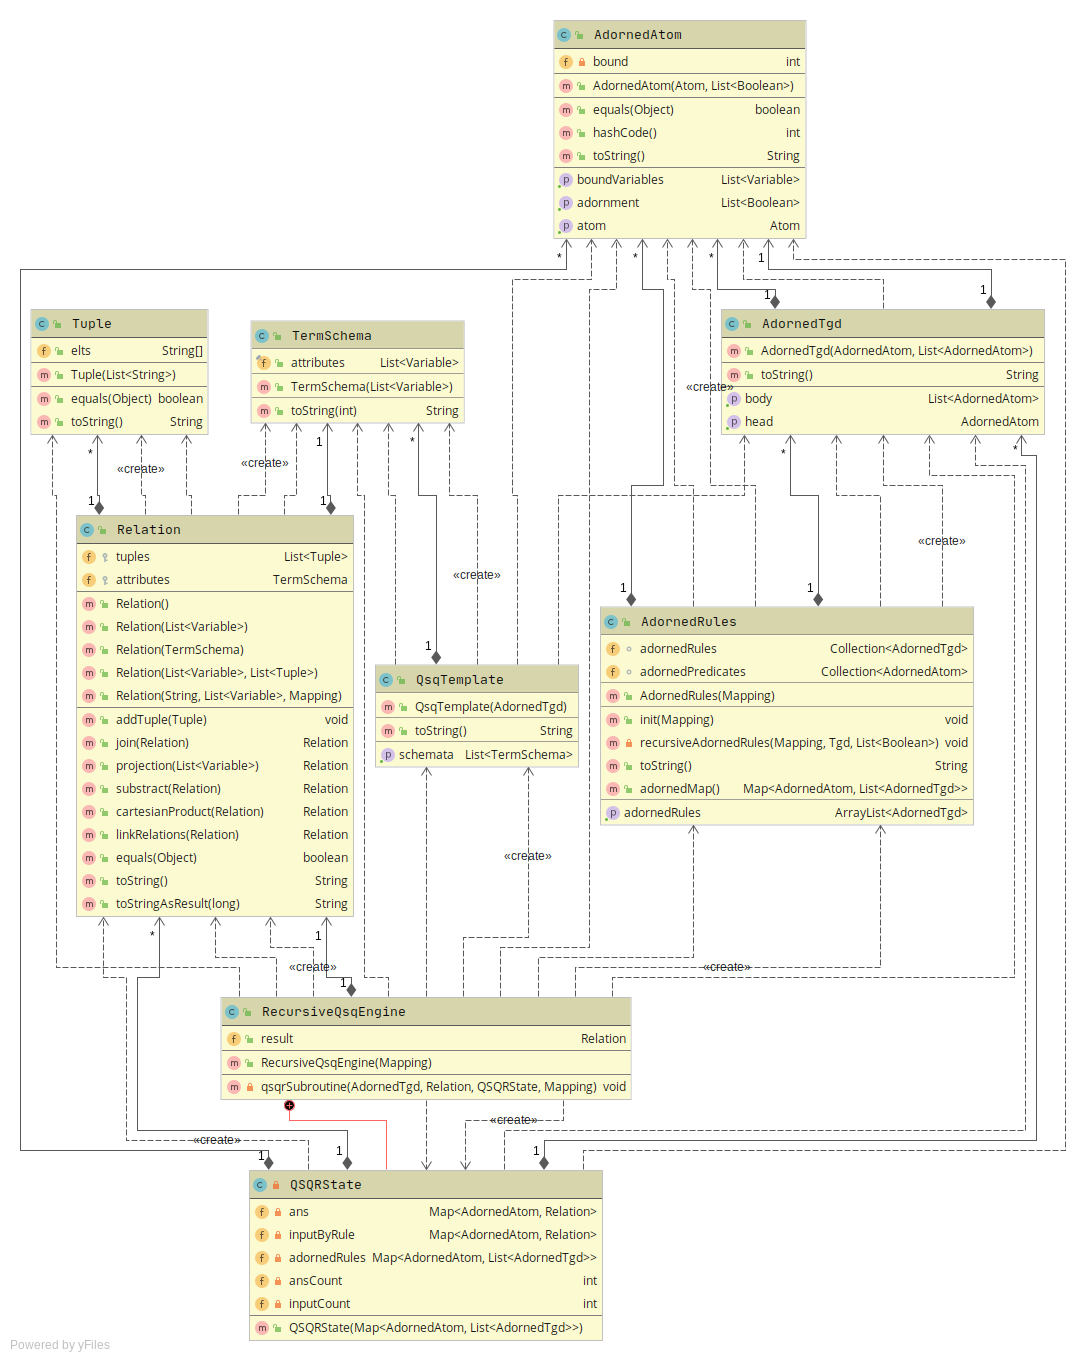 AdornedAtom
bound int
AdornedAtom(Atom, List<Boolean>)
equals(Object) boolean
hashCode() int
toString() String
boundVariables List<Variable>
adornment List<Boolean>
atom Atom
* * * 1
1 1
Tuple
elts String[]
Tuple(List<String>)
equals(Object) boolean
toString() String
TermSchema
attributes List<Variable>
TermSchema(List<Variable>)
toString(int) String
AdornedTgd
AdornedTgd(AdornedAtom, List<AdornedAtom>)
toString() String
body List<AdornedAtom>
head AdornedAtom
«create»
* 1 * * *
«create» «create»
1 1
Relation
tuples List<Tuple>
attributes TermSchema
Relation()
Relation(List<Variable>)
Relation(TermSchema)
Relation(List<Variable>, List<Tuple>)
Relation(String, List<Variable>, Mapping)
addTuple(Tuple) void
join(Relation) Relation
projection(List<Variable>) Relation
substract(Relation) Relation
cartesianProduct(Relation) Relation
linkRelations(Relation) Relation
equals(Object) boolean
toString() String
toStringAsResult(long) String
«create»
«create»
1 1 1
QsqTemplate
QsqTemplate(AdornedTgd)
toString() String
schemata List<TermSchema>
AdornedRules
adornedRules Collection<AdornedTgd>
adornedPredicates Collection<AdornedAtom>
AdornedRules(Mapping)
init(Mapping) void
recursiveAdornedRules(Mapping, Tgd, List<Boolean>) void
toString() String
adornedMap() Map<AdornedAtom, List<AdornedTgd>>
adornedRules ArrayList<AdornedTgd>
«create»
* 1
«create» «create»
1
RecursiveQsqEngine
result Relation
RecursiveQsqEngine(Mapping)
qsqrSubroutine(AdornedTgd, Relation, QSQRState, Mapping) void
«create»
«create»
1 1 1
QSQRState
ans Map<AdornedAtom, Relation>
inputByRule Map<AdornedAtom, Relation>
adornedRules Map<AdornedAtom, List<AdornedTgd>>
ansCount int
inputCount int
QSQRState(Map<AdornedAtom, List<AdornedTgd>>)
Powered by yFiles